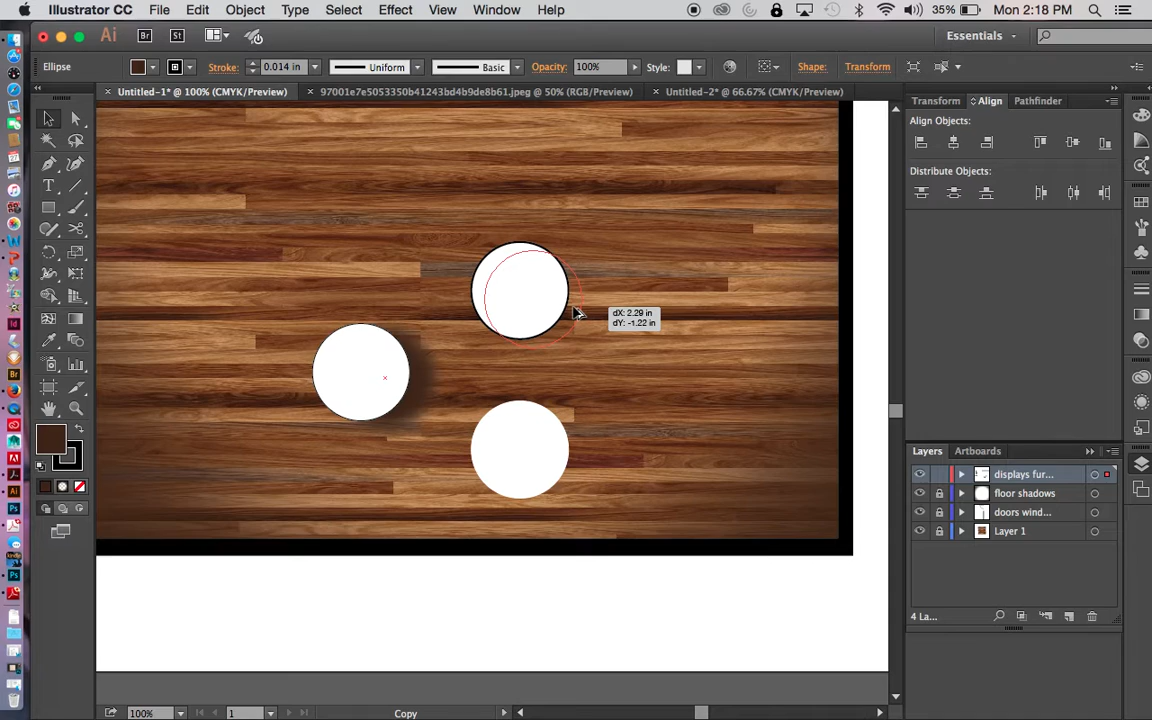 Illustrator CC File Edit Object Type Select Effect View Window Help 35% Mon 2:18 PM
Ai Br St Essentials
Ellipse Stroke: 0.014 in Uniform Basic Opacity: 100% Style: Shape: Transform
Untitled-1* @ 100% (CMYK/Preview) 97001e7e5053350b41243bd4b9de8b61.jpeg @ 50% (RGB/Preview) Untitled-2* @ 66.67% (CMYK/Preview)
Transform Align Pathfinder
Align Objects:
Distribute Objects:
dX: 2.29 in
dY: -1.22 in
Layers Artboards
displays fur...
floor shadows
doors wind...
Layer 1
4 La...
100% 1 Copy